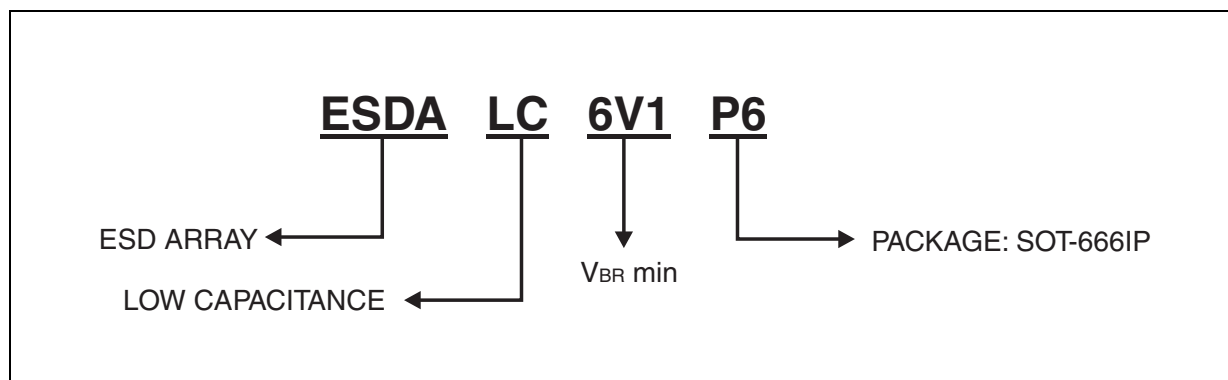 ESDA LC 6V1 P6
ESD ARRAY
PACKAGE: SOT-666IP
VBR min
LOW CAPACITANCE